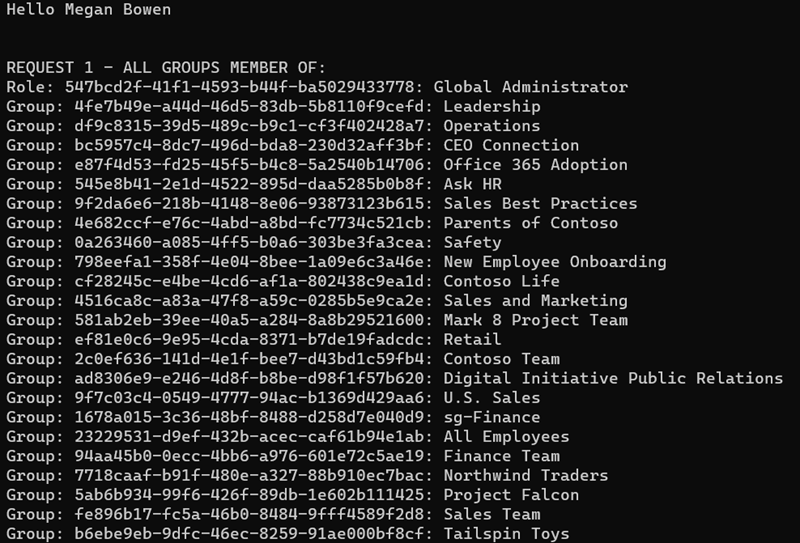 Hello Megan Bowen
REQUEST 1 - ALL GROUPS MEMBER OF:
Role: 547bcd2f-41f1-4593-b44f-ba5029433778: Global Administrator
Group: 4fe7b49e-a44d-46d5-83db-5b8110f9cefd: Leadership
Group: df9c8315-39d5-489c-b9c1-cf3f402428a7: Operations
Group: bc5957c4-8dc7-496d-bda8-230d32aff3bf: CEO Connection
Group: e87f4d53-fd25-45f5-b4c8-5a2540b14706: Office 365 Adoption
Group: 545e8b41-2e1d-4522-895d-daa5285b0b8f: Ask HR
Group: 9f2da6e6-218b-4148-8e06-93873123b615: Sales Best Practices
Group: 4e682ccf-e76c-4abd-a8bd-fc7734c521cb: Parents of Contoso
Group: 0a263460-a085-4ff5-b0a6-303be3fa3cea: Safety
Group: 798eefa1-358f-4e04-8bee-1a09e6c3a46e: New Employee Onboarding
Group: cf28245c-e4be-4cd6-af1a-802438c9ea1d: Contoso Life
Group: 4516ca8c-a83a-47f8-a59c-0285b5e9ca2e: Sales and Marketing
Group: 581ab2eb-39ee-40a5-a284-8a8b29521600: Mark 8 Project Team
Group: ef81e0c6-9e95-4cda-8371-b7de19fadcdc: Retail
Group: 2c0ef636-141d-4e1f-bee7-d43bd1c59fb4: Contoso Team
Group: ad8306e9-e246-4d8f-b8be-d98f1f57b620: Digital Initiative Public Relations
Group: 9f7c03c4-0549-4777-94ac-b1369d429aa6: U.S. Sales
Group: 1678a015-3c36-48bf-8488-d258d7e040d9: sg-Finance
Group: 23229531-d9ef-432b-acec-caf61b94e1ab: All Employees
Group: 94aa45b0-0ecc-4bb6-a976-601e72c5ae19: Finance Team
Group: 7718caaf-b91f-480e-a327-88b910ec7bac: Northwind Traders
Group: 5ab6b934-99f6-426f-89db-1e602b111425: Project Falcon
Group: fe896b17-fc5a-46b0-8484-9fff4589f2d8: Sales Team
Group: b6ebe9eb-9dfc-46ec-8259-91ae000bf8cf: Tailspin Toys